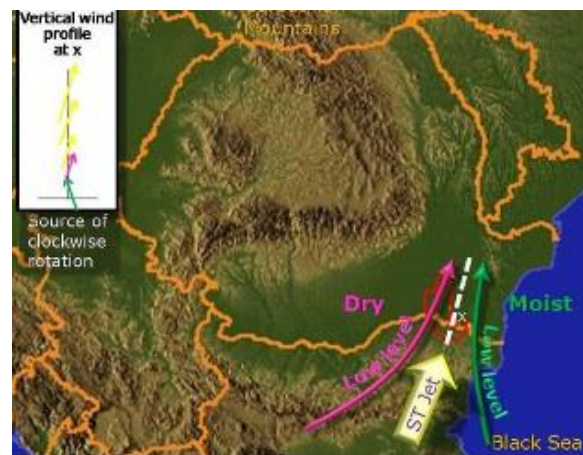 Vertical wind
profile
at x
Mountains
Source of
clockwise
rotation
Dry
Moist
x
Low level
Low level
ST Jet
Black Sea